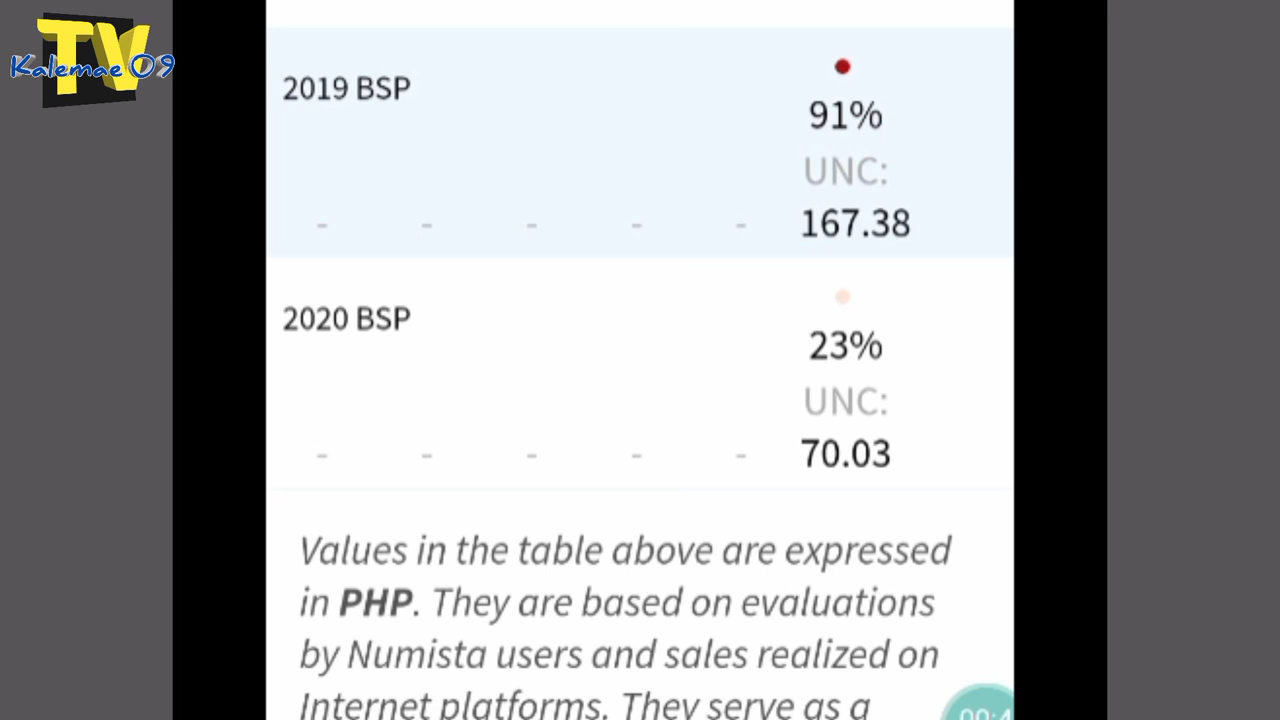 TV
Kalemae 09
2019 BSP
91%
UNC:
- - - - - 167.38
2020 BSP
23%
UNC:
- - - - - 70.03
Values in the table above are expressed
in PHP. They are based on evaluations
by Numista users and sales realized on
Internet platforms. They serve as a